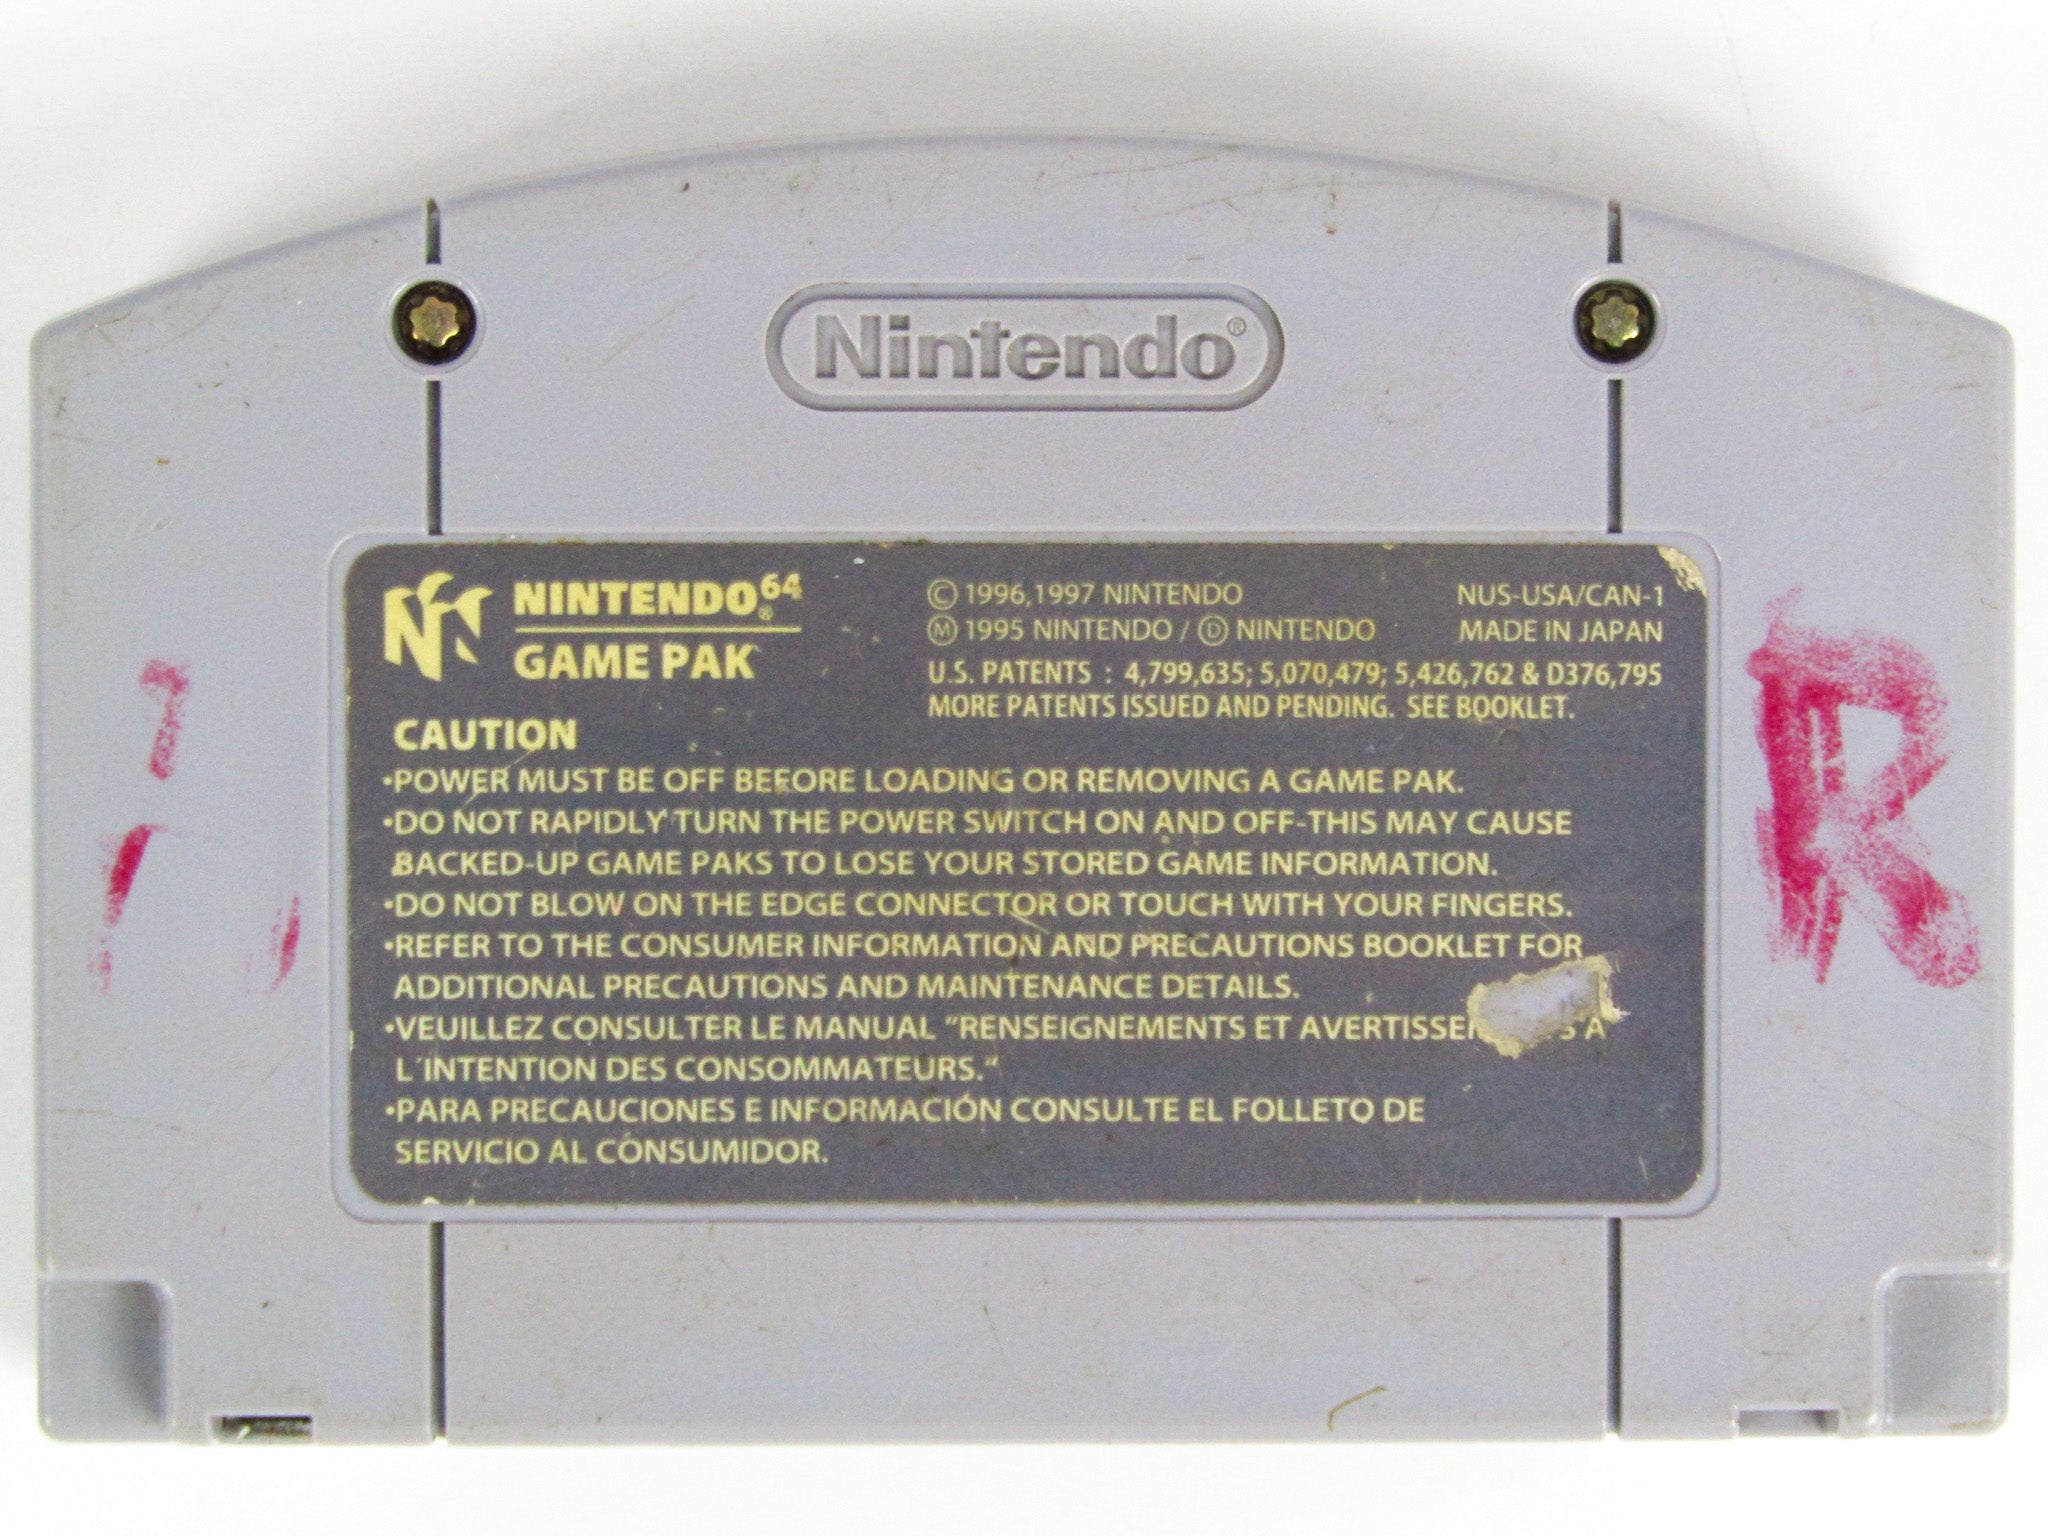 Nintendo®
NINTENDO 64®
GAME PAK
© 1996,1997 NINTENDO
Ⓜ 1995 NINTENDO / Ⓓ NINTENDO
NUS-USA/CAN-1
MADE IN JAPAN
U.S. PATENTS : 4,799,635; 5,070,479; 5,426,762 & D376,795
MORE PATENTS ISSUED AND PENDING. SEE BOOKLET.
CAUTION
•POWER MUST BE OFF BEFORE LOADING OR REMOVING A GAME PAK.
•DO NOT RAPIDLY TURN THE POWER SWITCH ON AND OFF-THIS MAY CAUSE
BACKED-UP GAME PAKS TO LOSE YOUR STORED GAME INFORMATION.
•DO NOT BLOW ON THE EDGE CONNECTOR OR TOUCH WITH YOUR FINGERS.
•REFER TO THE CONSUMER INFORMATION AND PRECAUTIONS BOOKLET FOR
ADDITIONAL PRECAUTIONS AND MAINTENANCE DETAILS.
•VEUILLEZ CONSULTER LE MANUAL "RENSEIGNEMENTS ET À
L'INTENTION DES CONSOMMATEURS."
•PARA PRECAUCIONES E INFORMACIÓN CONSULTE EL FOLLETO DE
SERVICIO AL CONSUMIDOR.
R